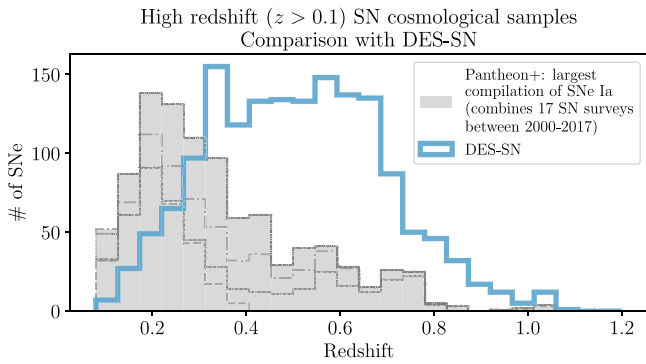 High redshift (z > 0.1) SN cosmological samples
Comparison with DES-SN
150
100
50
0
# of SNe
Pantheon+: largest
compilation of SNe Ia
(combines 17 SN surveys
between 2000-2017)
DES-SN
0.2 0.4 0.6 0.8 1.0 1.2
Redshift